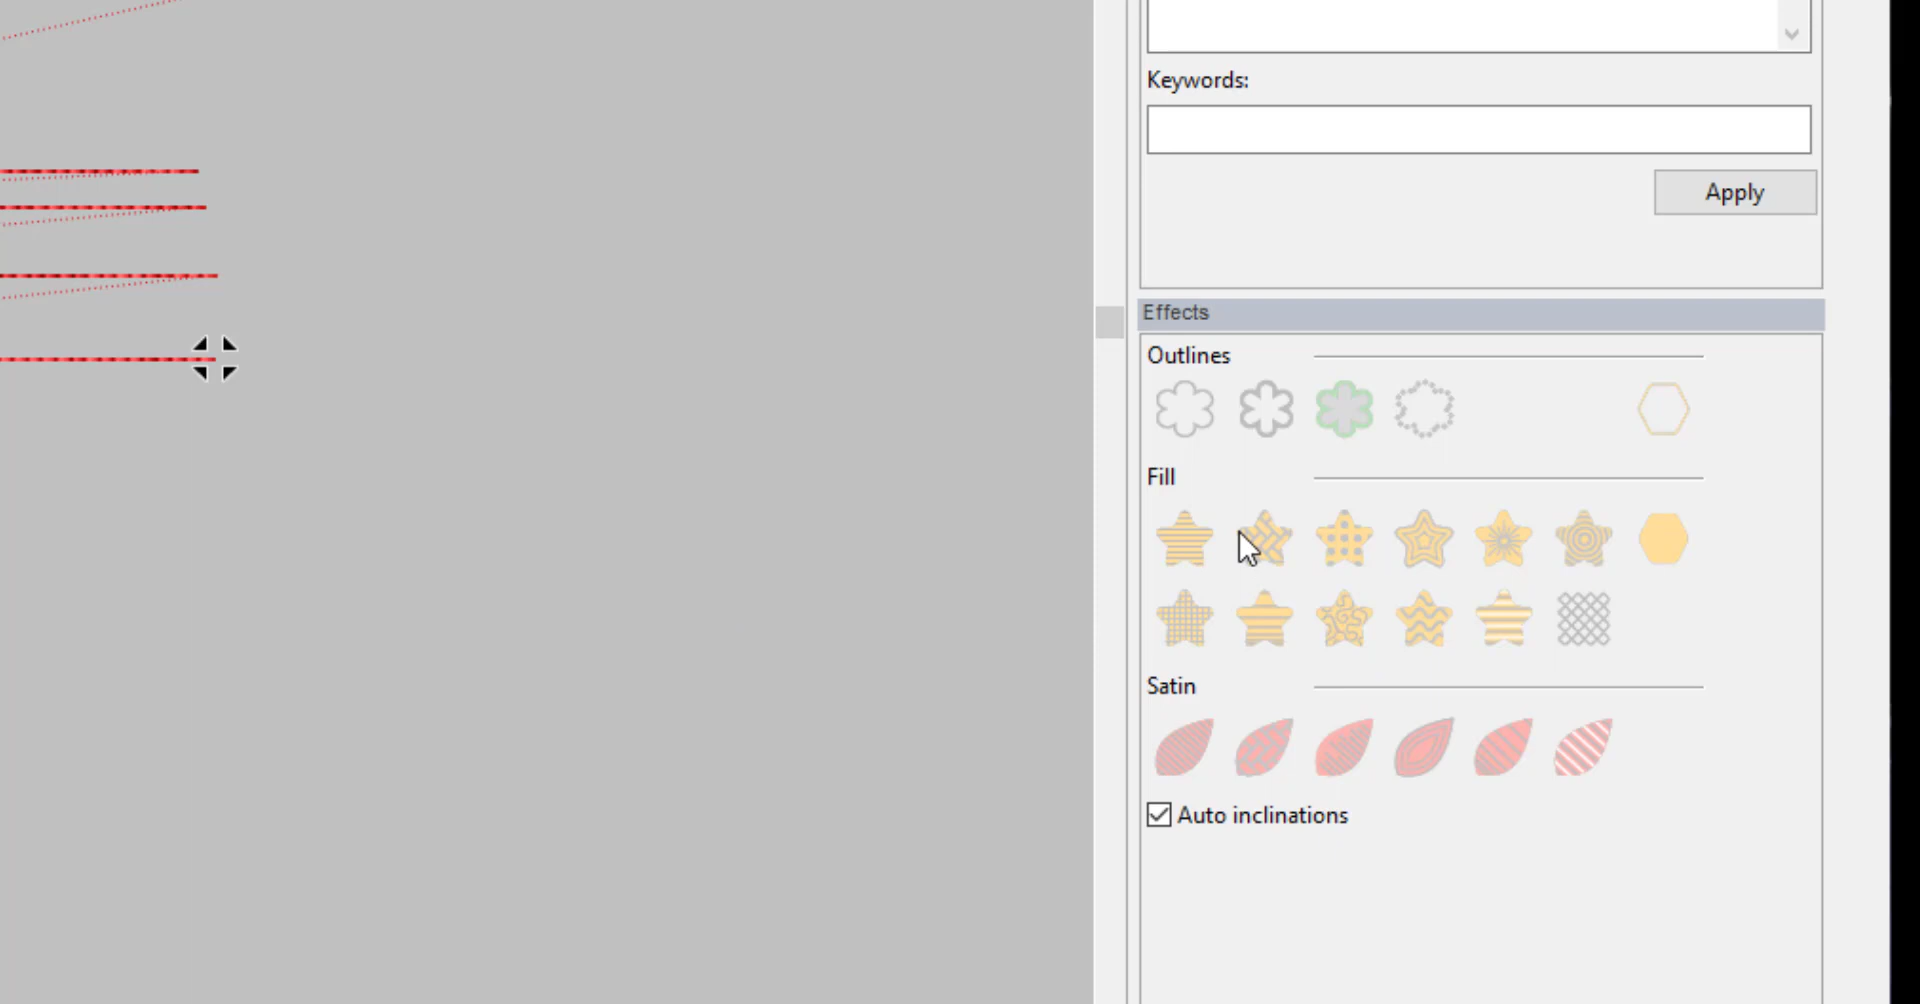 Keywords:
Apply
Effects
Outlines
Fill
Satin
Auto inclinations